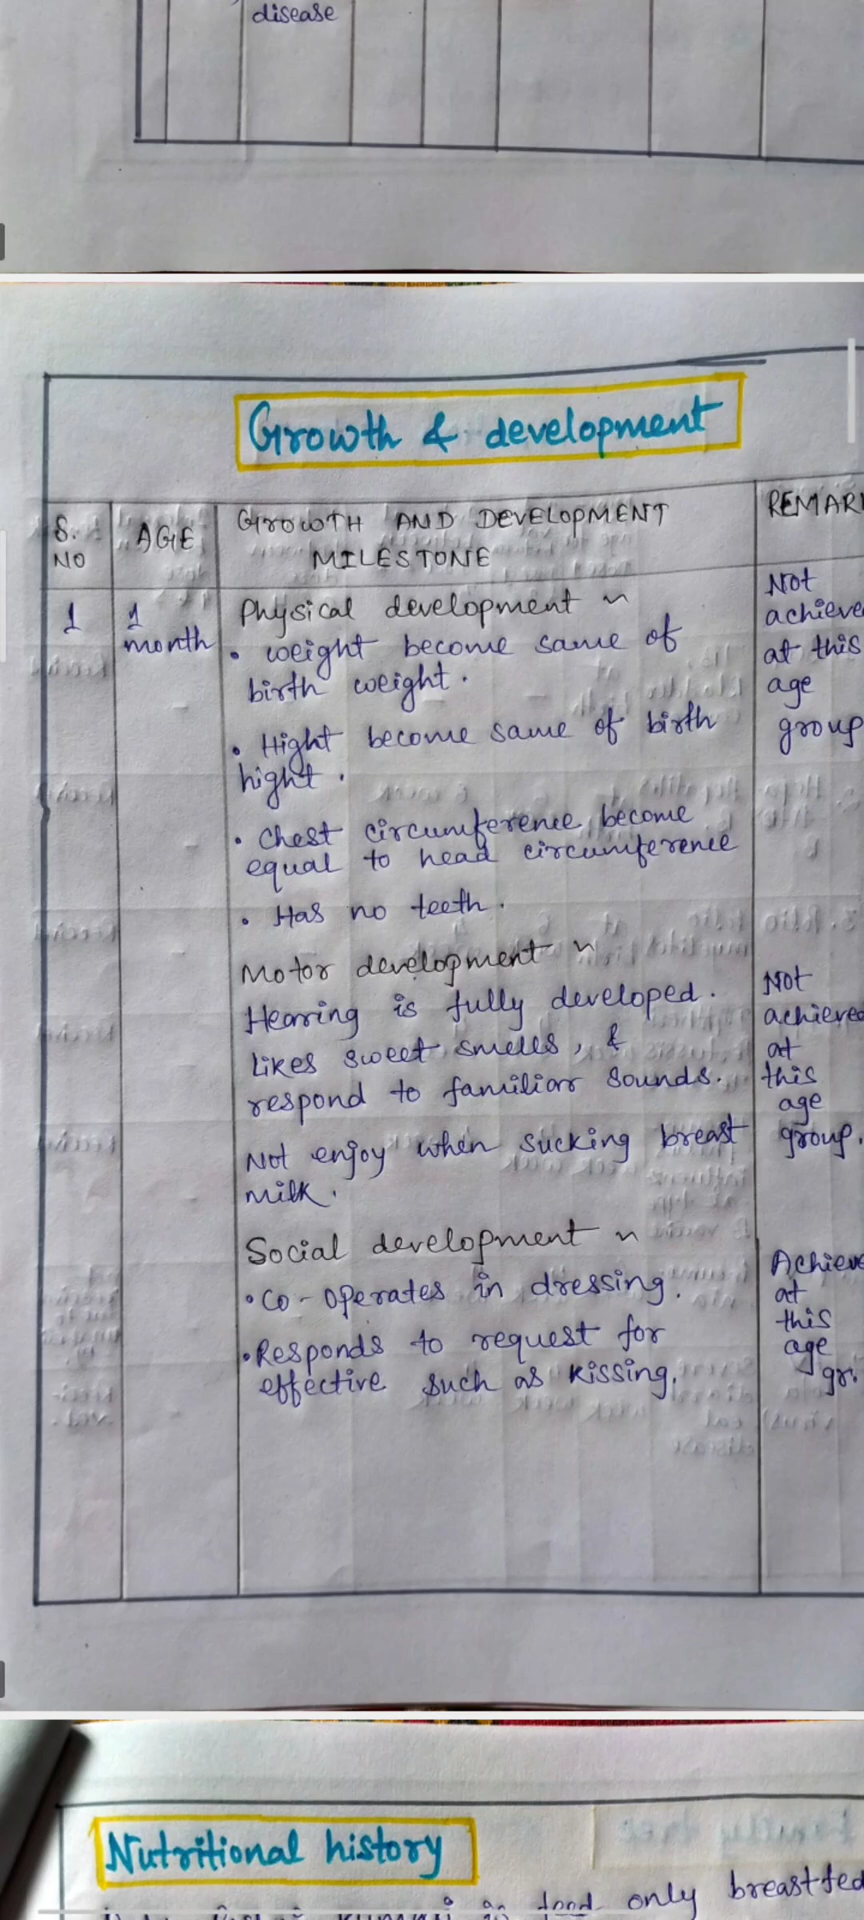 disease
Growth & development
S.
NO
AGE
GROWTH AND DEVELOPMENT
MILESTONE
REMAR
1
1
month
Physical development
• weight become same of
birth weight.
• Hight become same of birth
hight.
• Chest circumference become
equal to head circumference
• Has no teeth.
Not
achieve
at this
age
group
Motor development
Hearing is fully developed.
Likes sweet smells, &
respond to familiar sounds.
Not enjoy when sucking breast
milk.
Not
achieved
at
this
age
group.
Social development
• Co-operates in dressing.
• Responds to request for
effective such as kissing.
Achieve
at
this
age
gr.
Nutritional history
is food only breastfed